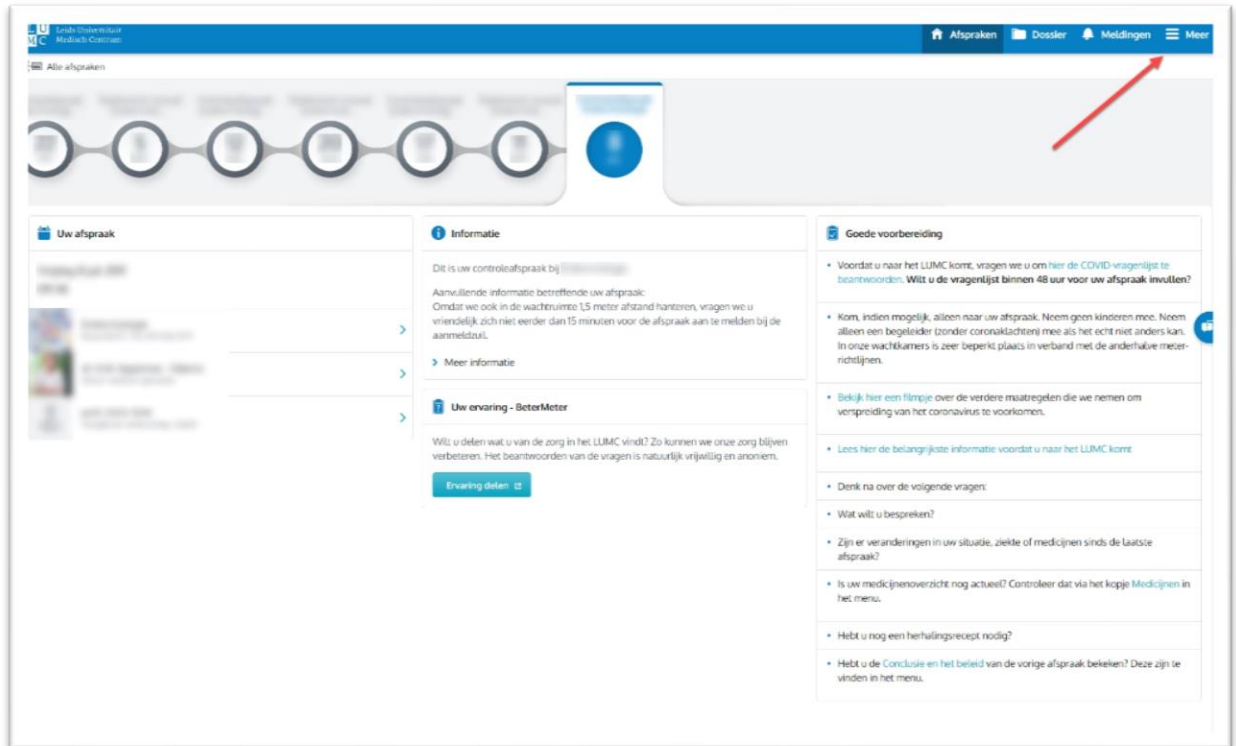 L U Leids Universitair
M C Medisch Centrum
Afspraken Dossier Meldingen Meer
Alle afspraken
Uw afspraak
Informatie
Dit is uw controleafspraak bij
Aanvullende informatie betreffende uw afspraak:
Omdat we ook in de wachtruimte 1,5 meter afstand hanteren, vragen we u
vriendelijk zich niet eerder dan 15 minuten voor de afspraak aan te melden bij de
aanmeldzuil.
Meer informatie
Uw ervaring - BeterMeter
Wilt u delen wat u van de zorg in het LUMC vindt? Zo kunnen we onze zorg blijven
verbeteren. Het beantwoorden van de vragen is natuurlijk vrijwillig en anoniem.
Ervaring delen
Goede voorbereiding
• Voordat u naar het LUMC komt, vragen we u om hier de COVID-vragenlijst te
beantwoorden. Wilt u de vragenlijst binnen 48 uur voor uw afspraak invullen?
• Kom, indien mogelijk, alleen naar uw afspraak. Neem geen kinderen mee. Neem
alleen een begeleider (zonder coronaklachten) mee als het echt niet anders kan.
In onze wachtkamers is zeer beperkt plaats in verband met de anderhalve meter-
richtlijnen.
• Bekijk hier een filmpje over de verdere maatregelen die we nemen om
verspreiding van het coronavirus te voorkomen.
• Lees hier de belangrijkste informatie voordat u naar het LUMC komt
• Denk na over de volgende vragen:
• Wat wilt u bespreken?
• Zijn er veranderingen in uw situatie, ziekte of medicijnen sinds de laatste
afspraak?
• Is uw medicijnenoverzicht nog actueel? Controleer dat via het kopje Medicijnen in
het menu.
• Hebt u nog een herhalingsrecept nodig?
• Hebt u de Conclusie en het beleid van de vorige afspraak bekeken? Deze zijn te
vinden in het menu.